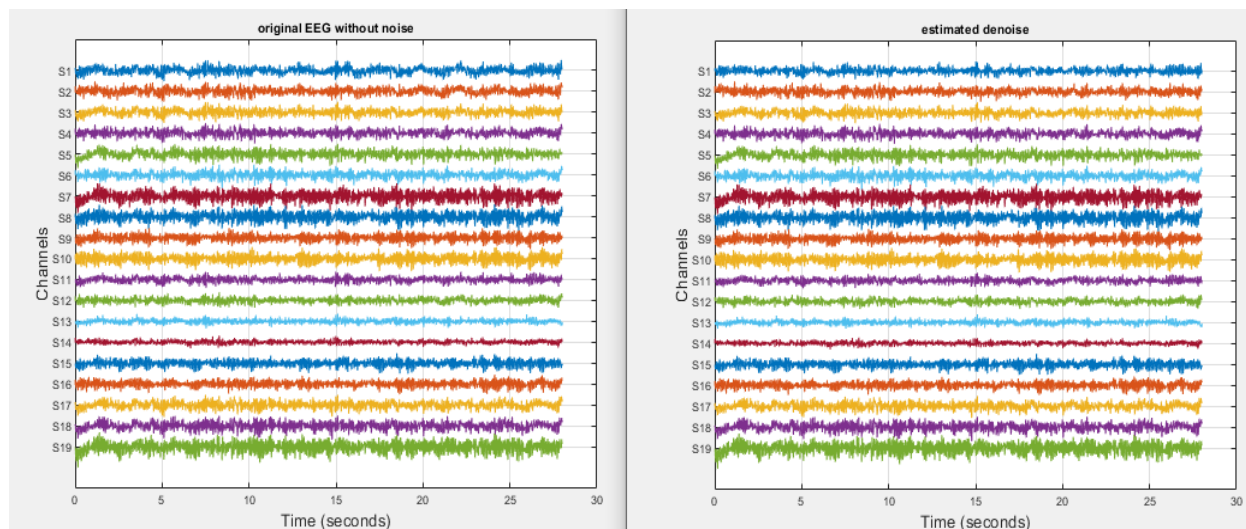 original EEG without noise
S1
S2
S3
S4
S5
S6
S7
S8
S9
S10
S11
S12
S13
S14
S15
S16
S17
S18
S19
Channels
0 5 10 15 20 25 30
Time (seconds)
estimated denoise
S1
S2
S3
S4
S5
S6
S7
S8
S9
S10
S11
S12
S13
S14
S15
S16
S17
S18
S19
Channels
0 5 10 15 20 25 30
Time (seconds)